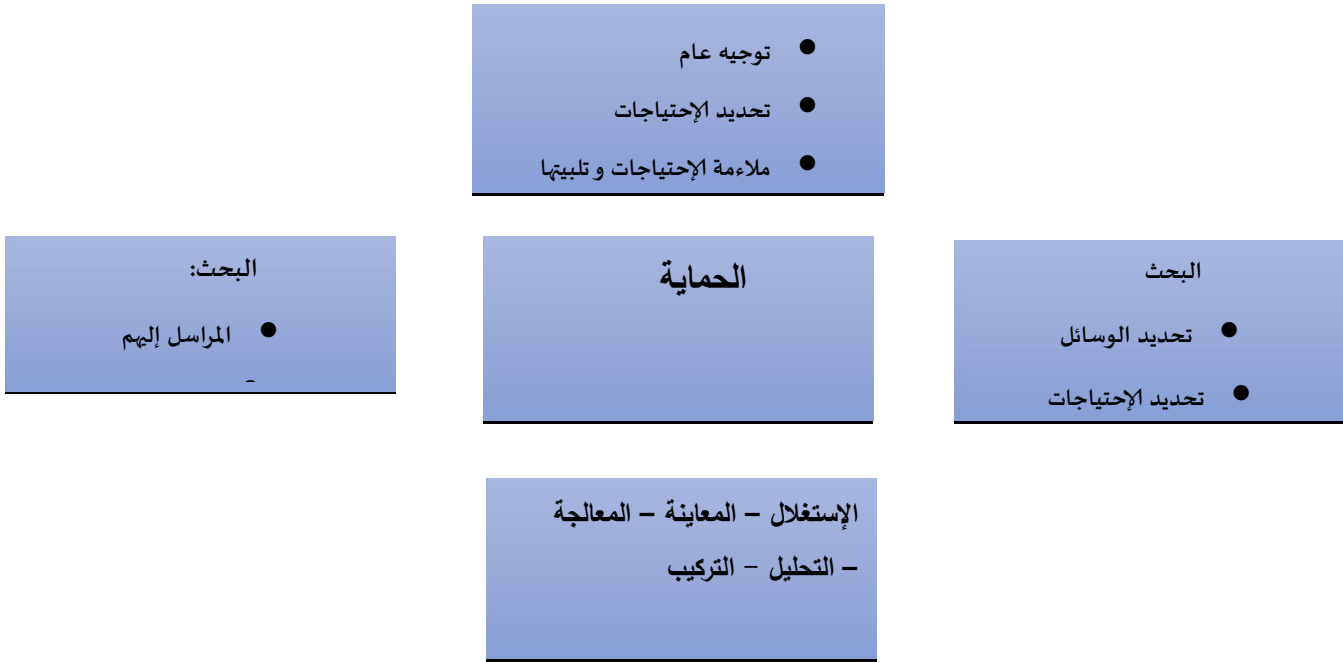 ● توجيه عام
● تحديد الإحتياجات
● ملاءمة الإحتياجات و تلبيتها
البحث
● تحديد الوسائل
● تحديد الإحتياجات
الحماية
البحث:
● المراسل إليهم
الإستغلال – المعاينة – المعالجة
– التحليل – التركيب